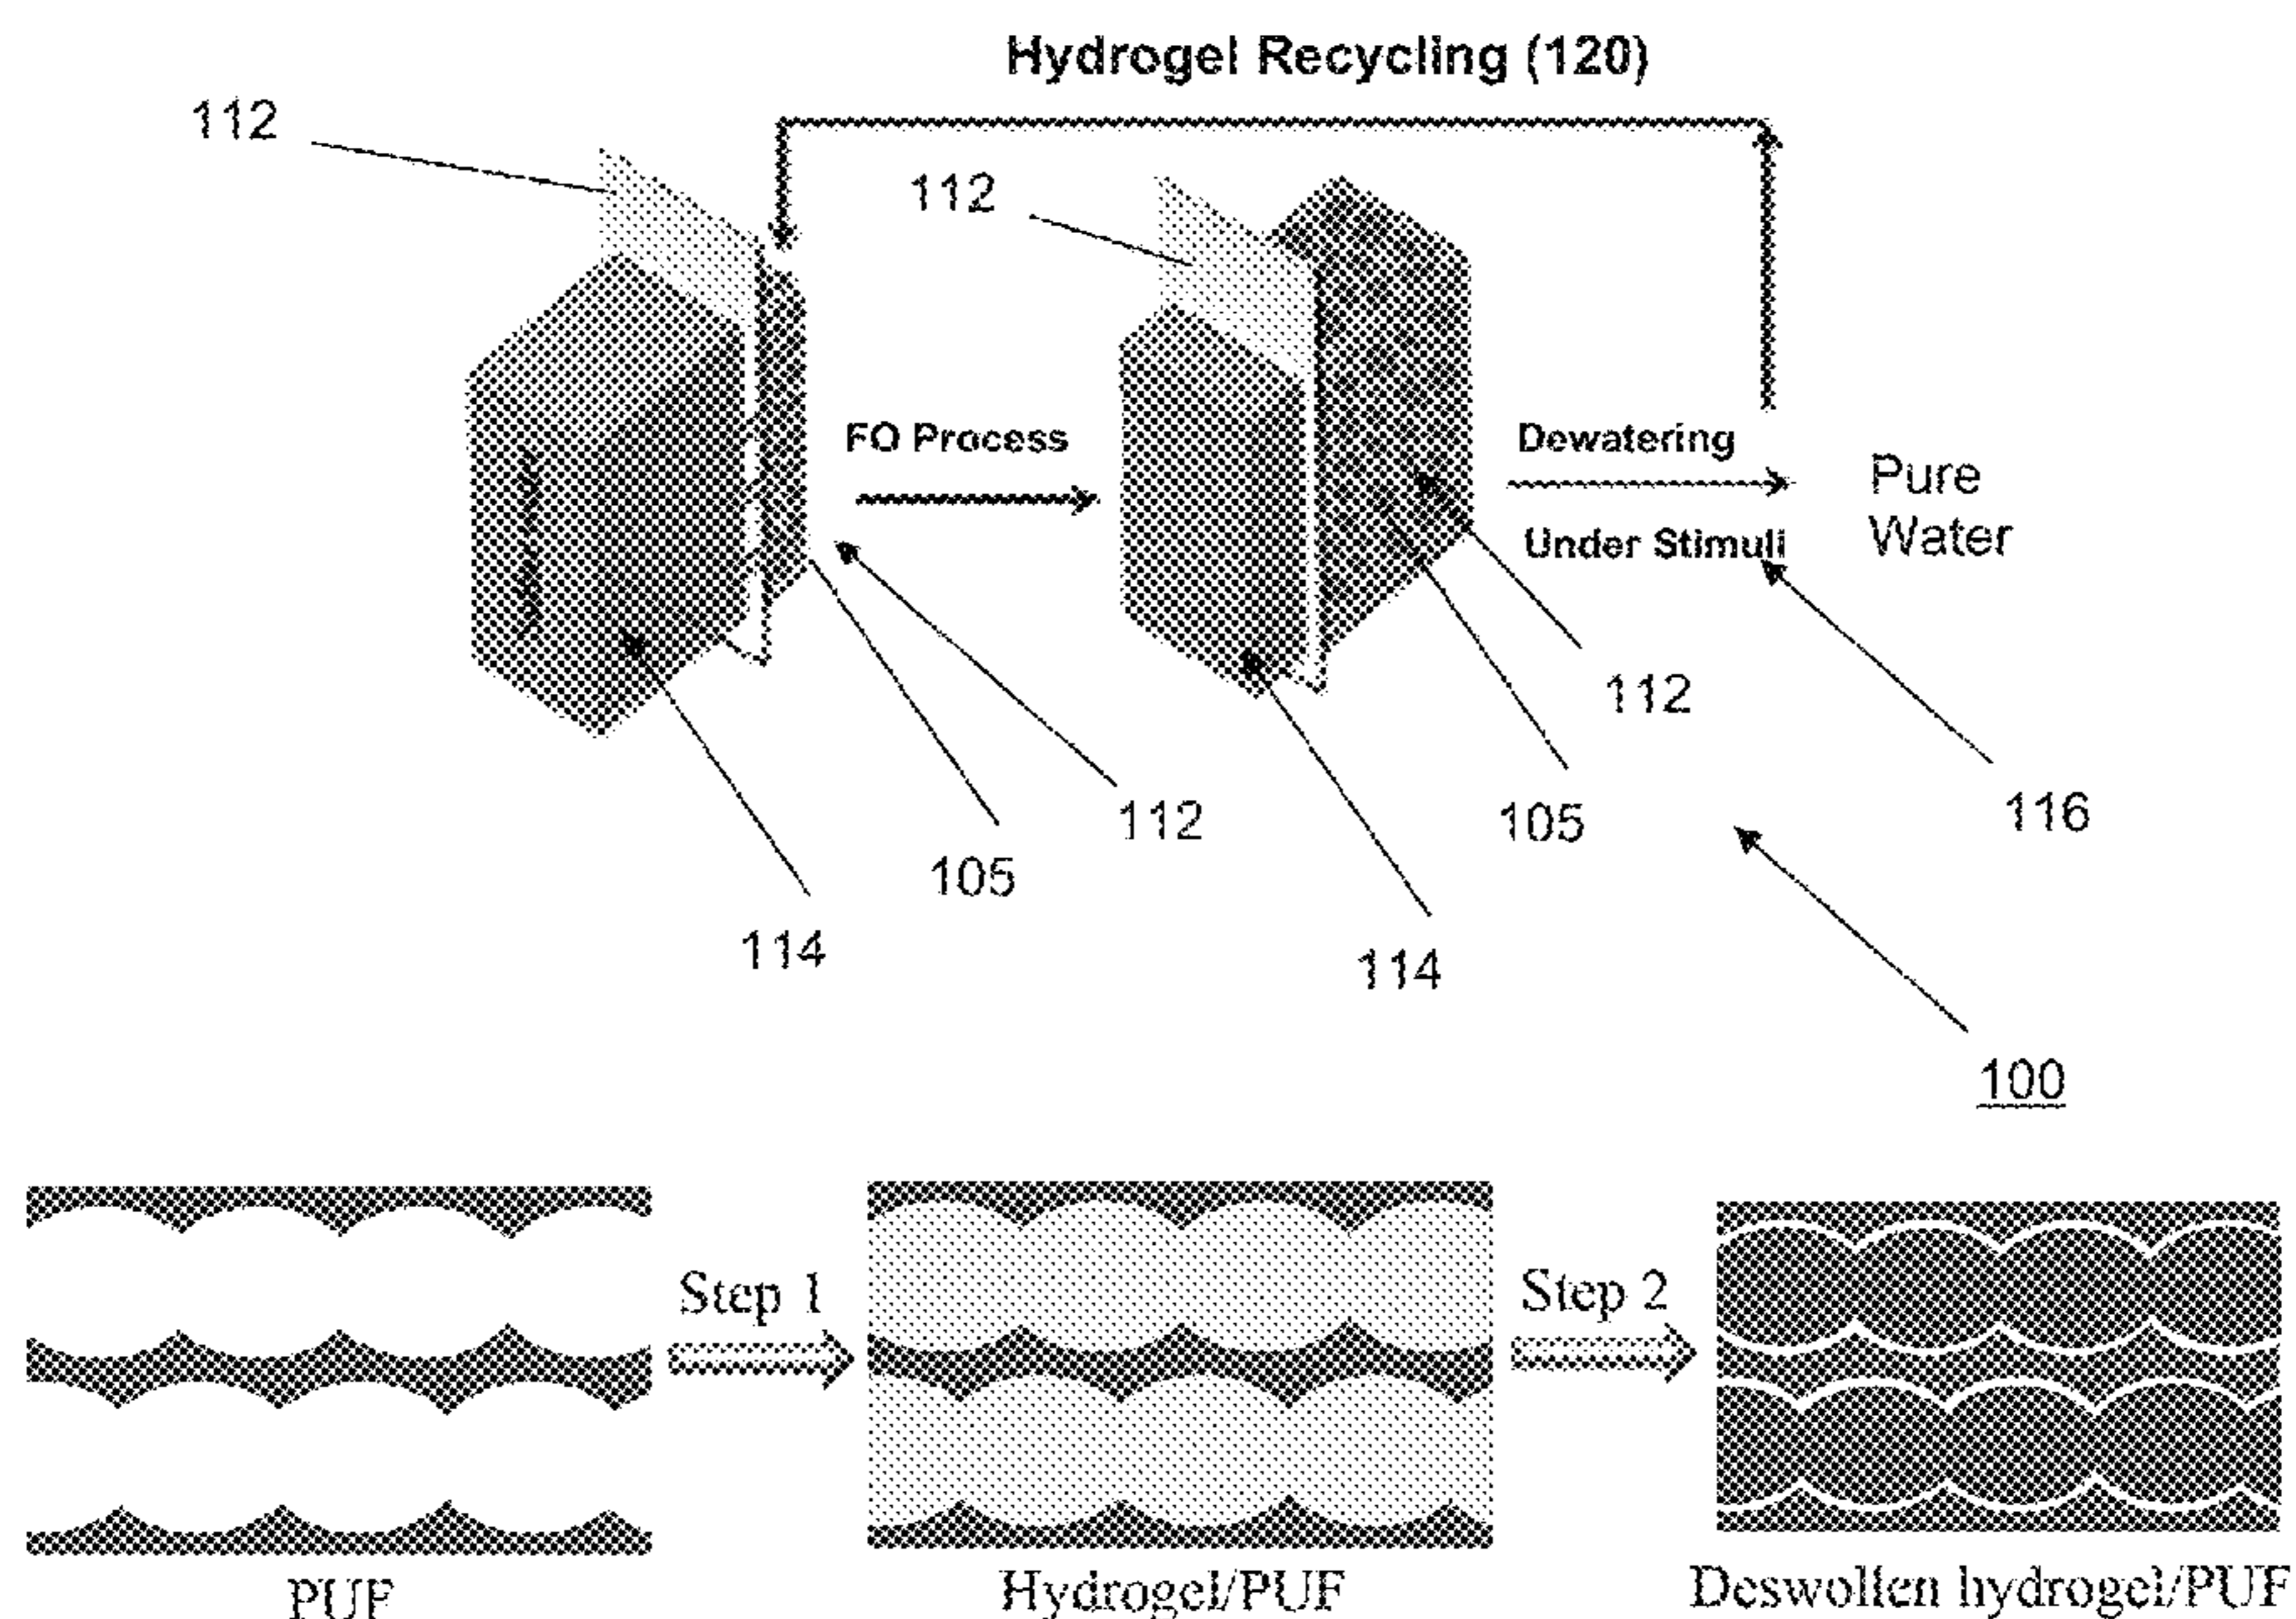 Hydrogel Recycling (120)
112
112
FO Process
Dewatering
Under Stimuli
Pure
Water
112
112
105
105
116
114
114
100
Step 1
Step 2
PUF
Hydrogel/PUF
Deswollen hydrogel/PUF